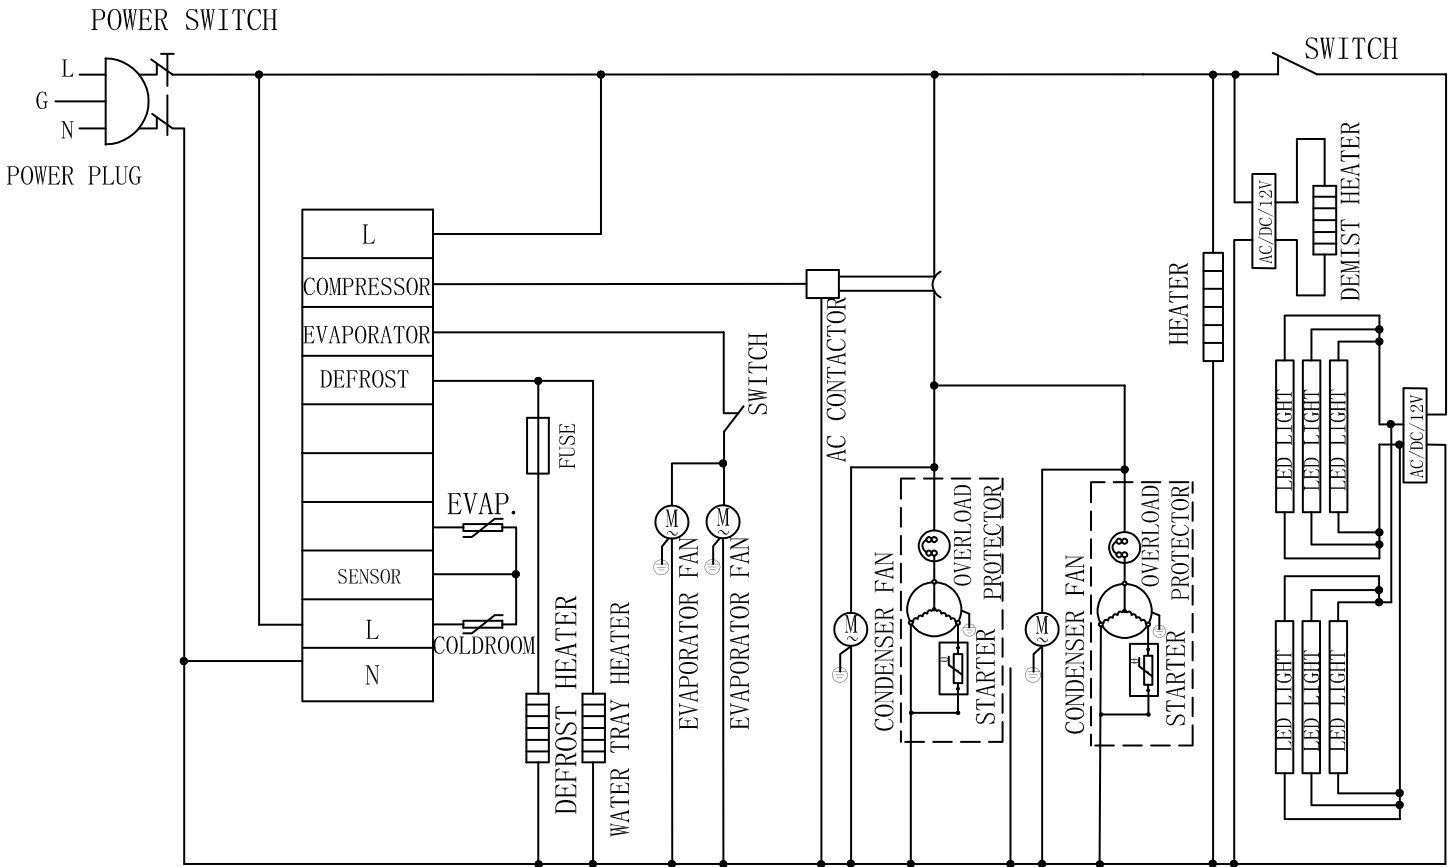 POWER SWITCH
SWITCH
L
G
N
POWER PLUG
L
COMPRESSOR
EVAPORATOR
DEFROST
SENSOR
L
N
EVAP.
COLDROOM
FUSE
DEFROST HEATER
WATER TRAY HEATER
SWITCH
M
~
M
~
EVAPORATOR FAN
EVAPORATOR FAN
AC CONTACTOR
M
~
CONDENSER FAN
OVERLOAD
PROTECTOR
STARTER
M
~
CONDENSER FAN
OVERLOAD
PROTECTOR
STARTER
HEATER
AC/DC/12V
DEMIST HEATER
LED LIGHT
LED LIGHT
LED LIGHT
AC/DC/12V
LED LIGHT
LED LIGHT
LED LIGHT